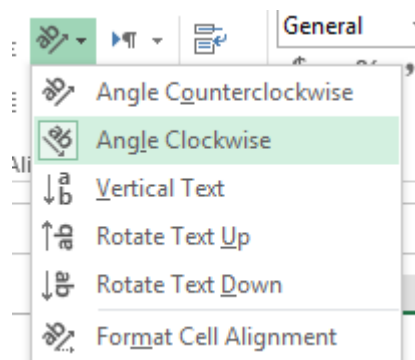 General
Angle Counterclockwise
Angle Clockwise
Vertical Text
Rotate Text Up
Rotate Text Down
Format Cell Alignment